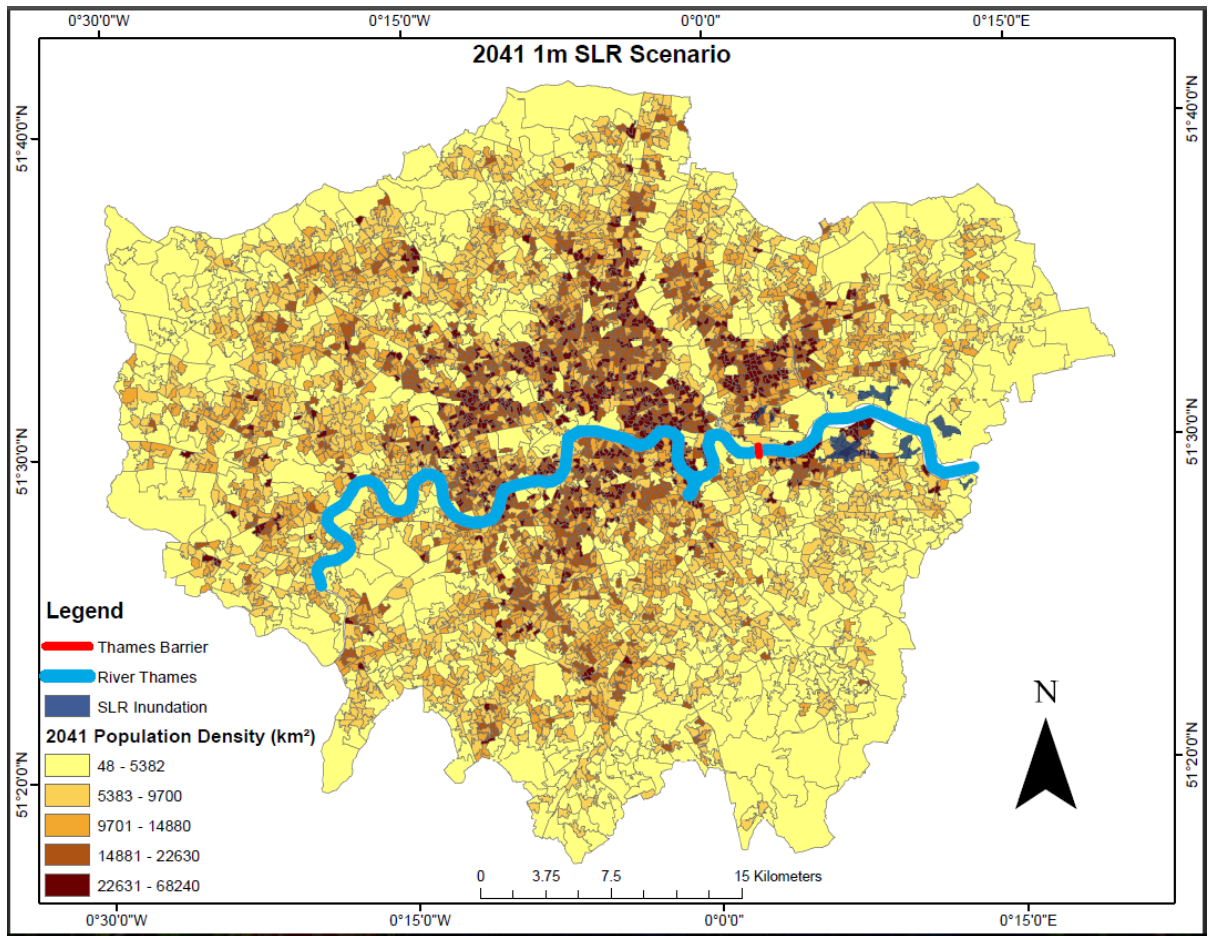 0°30'0"W 0°15'0"W 0°0'0" 0°15'0"E
2041 1m SLR Scenario
51°40'0"N
51°40'0"N
51°30'0"N
51°30'0"N
51°20'0"N
51°20'0"N
Legend
Thames Barrier
River Thames
SLR Inundation
2041 Population Density (km²)
48 - 5382
5383 - 9700
9701 - 14880
14881 - 22630
22631 - 68240
N
0 3.75 7.5 15 Kilometers
0°30'0"W 0°15'0"W 0°0'0" 0°15'0"E